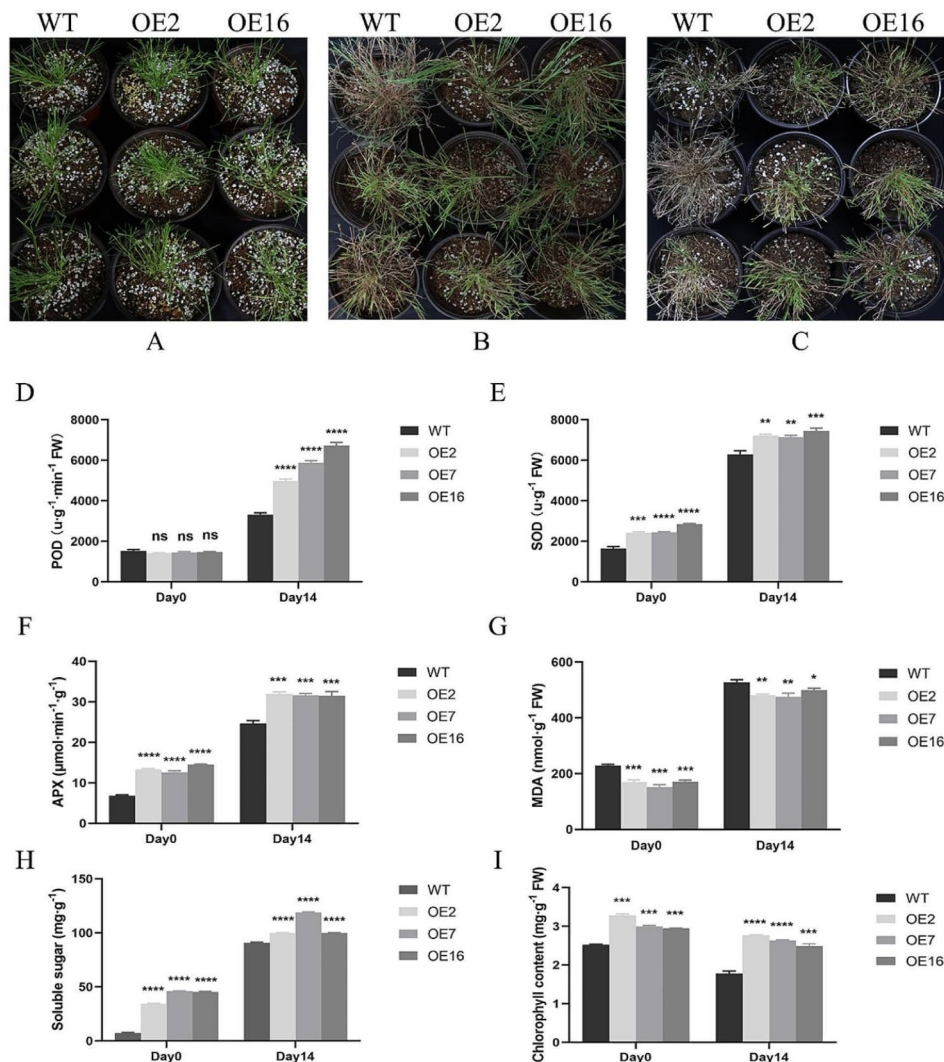 WT OE2 OE16 WT OE2 OE16 WT OE2 OE16
A B C
D
POD (u·g⁻¹·min⁻¹ FW)
8000
6000
4000
2000
0
ns ns ns
**** **** ****
Day0 Day14
WT
OE2
OE7
OE16
E
SOD (u·g⁻¹ FW)
8000
6000
4000
2000
0
*** **** ****
** ** ***
Day0 Day14
WT
OE2
OE7
OE16
F
APX (μmol·min⁻¹·g⁻¹)
40
30
20
10
0
**** **** ****
*** *** ***
Day0 Day14
WT
OE2
OE7
OE16
G
MDA (nmol·g⁻¹ FW)
600
400
200
0
*** *** ***
** ** *
Day0 Day14
WT
OE2
OE7
OE16
H
Soluble sugar (mg·g⁻¹)
150
100
50
0
**** **** ****
**** **** ****
Day0 Day14
WT
OE2
OE7
OE16
I
Chlorophyll content (mg·g⁻¹ FW)
4
3
2
1
0
*** *** ***
**** **** ***
Day0 Day14
WT
OE2
OE7
OE16